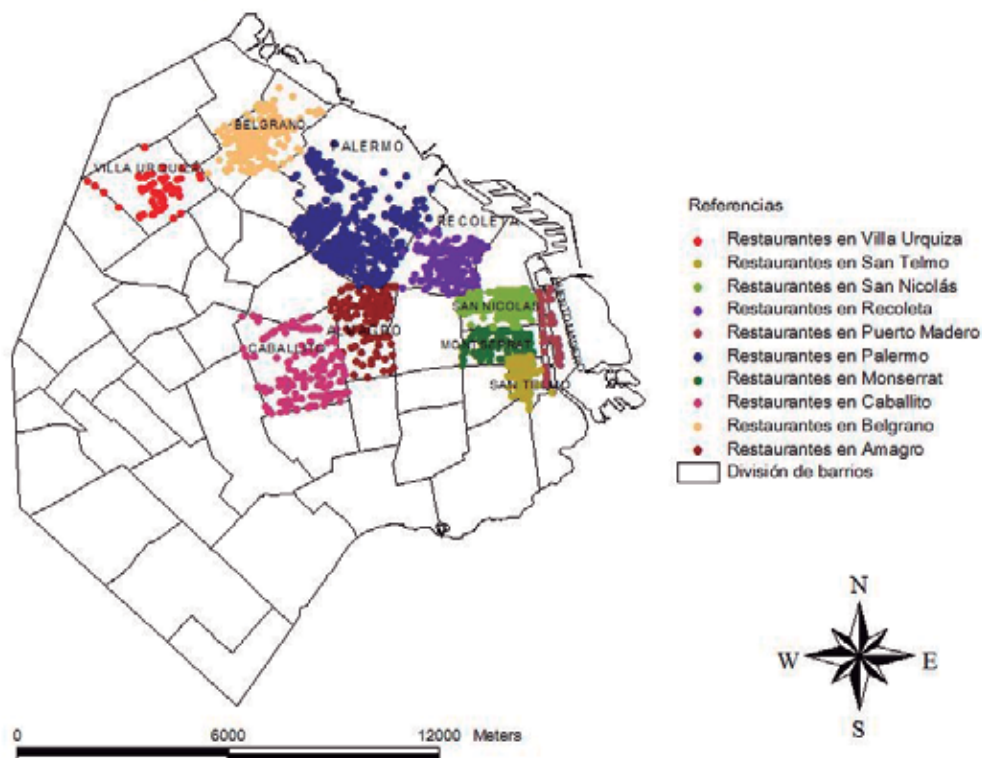 BELGRANO
PALERMO
VILLA URQUIZA
RECOLETA
SAN NICOLAS
ALMAGRO
CABALLITO
MONTSERRAT
SAN TELMO
Referencias
Restaurantes en Villa Urquiza
Restaurantes en San Telmo
Restaurantes en San Nicolás
Restaurantes en Recoleta
Restaurantes en Puerto Madero
Restaurantes en Palermo
Restaurantes en Monserrat
Restaurantes en Caballito
Restaurantes en Belgrano
Restaurantes en Amagro
División de barrios
N
W E
S
0 6000 12000 Meters